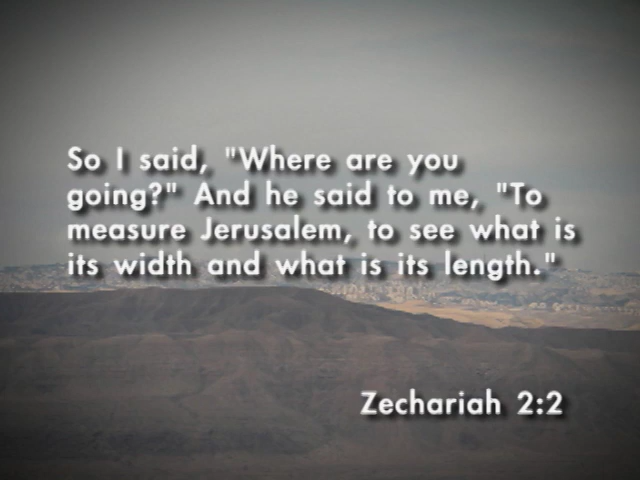 So I said, "Where are you
going?" And he said to me, "To
measure Jerusalem, to see what is
its width and what is its length."
Zechariah 2:2